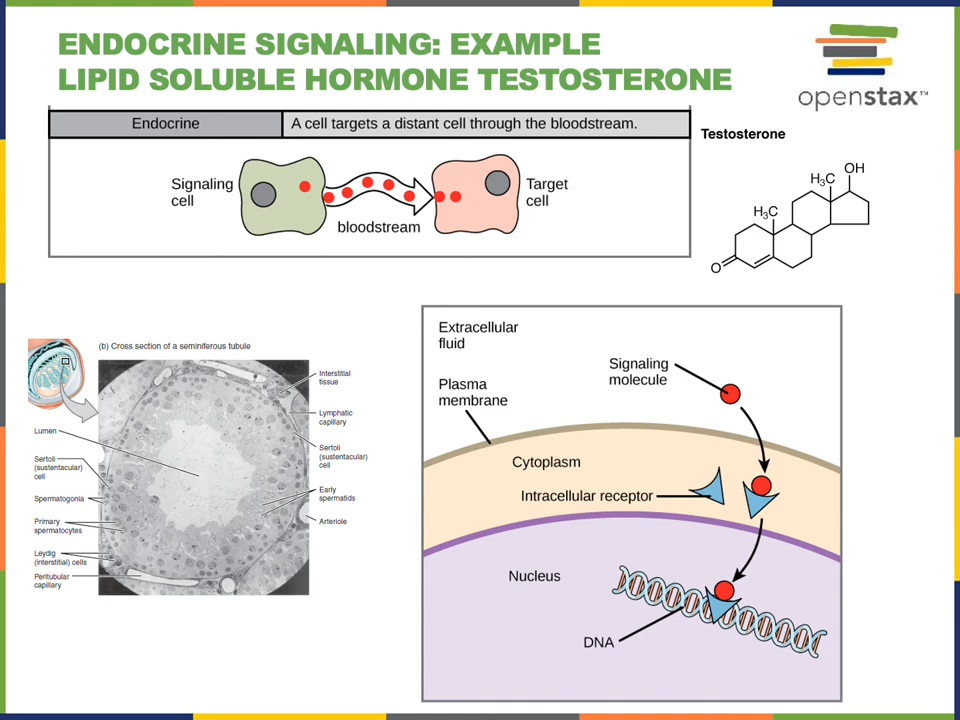 ENDOCRINE SIGNALING: EXAMPLE
LIPID SOLUBLE HORMONE TESTOSTERONE
openstax™
Endocrine
A cell targets a distant cell through the bloodstream.
Signaling
cell
bloodstream
Target
cell
Testosterone
OH
H₃C
H₃C
O
(b) Cross section of a seminiferous tubule
Lumen
Sertoli
(sustentacular)
cell
Spermatogonia
Primary
spermatocytes
Leydig
(interstitial) cells
Peritubular
capillary
Interstitial
tissue
Lymphatic
capillary
Sertoli
(sustentacular)
cell
Early
spermatids
Arteriole
Extracellular
fluid
Plasma
membrane
Signaling
molecule
Cytoplasm
Intracellular receptor
Nucleus
DNA